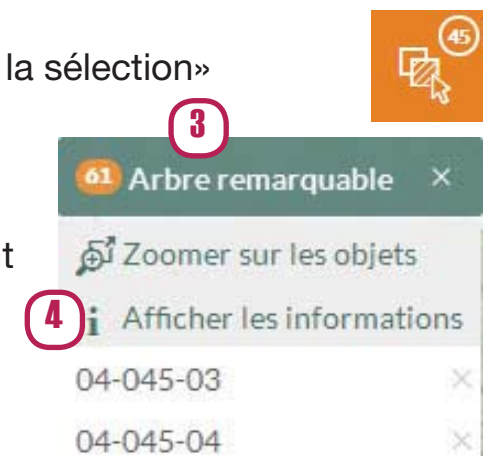 la sélection»
45
3
61 Arbre remarquable ×
t
Zoomer sur les objets
4
i Afficher les informations
04-045-03 ×
04-045-04 ×